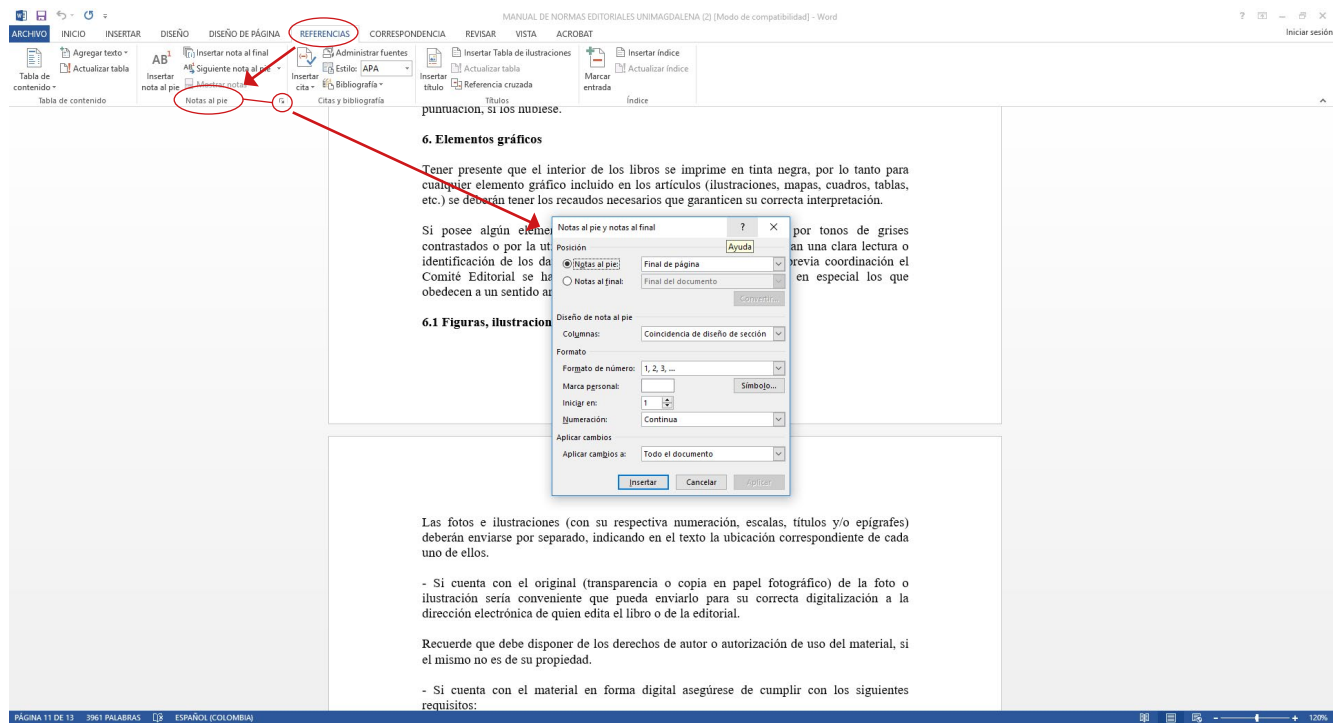 MANUAL DE NORMAS EDITORIALES UNIMAGDALENA (2) [Modo de compatibilidad] - Word
ARCHIVO INICIO INSERTAR DISEÑO DISEÑO DE PÁGINA REFERENCIAS CORRESPONDENCIA REVISAR VISTA ACROBAT
Iniciar sesión
Tabla de contenido
Agregar texto
Actualizar tabla
Tabla de contenido
AB1
Insertar nota al pie
Insertar nota al final
Siguiente nota al pie
Mostrar notas
Notas al pie
Insertar cita
Administrar fuentes
Estilo: APA
Bibliografía
Citas y bibliografía
Insertar título
Insertar Tabla de ilustraciones
Actualizar tabla
Referencia cruzada
Títulos
Marcar entrada
Insertar índice
Actualizar índice
Índice
puntuación, si los hubiese.
6. Elementos gráficos
Tener presente que el interior de los libros se imprime en tinta negra, por lo tanto para
cualquier elemento gráfico incluido en los artículos (ilustraciones, mapas, cuadros, tablas,
etc.) se deberán tener los recaudos necesarios que garanticen su correcta interpretación.
Si posee algún eleme por tonos de grises
contrastados o por la ut an una clara lectura o
identificación de los da previa coordinación el
Comité Editorial se ha en especial los que
obedecen a un sentido a
6.1 Figuras, ilustracion
Notas al pie y notas al final ? X
Ayuda
Posición
Notas al pie: Final de página
Notas al final: Final del documento
Convertir...
Diseño de nota al pie
Columnas: Coincidencia de diseño de sección
Formato
Formato de número: 1, 2, 3, ...
Marca personal: Símbolo...
Iniciar en: 1
Numeración: Continua
Aplicar cambios
Aplicar cambios a: Todo el documento
Insertar Cancelar Aplicar
Las fotos e ilustraciones (con su respectiva numeración, escalas, títulos y/o epígrafes)
deberán enviarse por separado, indicando en el texto la ubicación correspondiente de cada
uno de ellos.
- Si cuenta con el original (transparencia o copia en papel fotográfico) de la foto o
ilustración sería conveniente que pueda enviarlo para su correcta digitalización a la
dirección electrónica de quien edita el libro o de la editorial.
Recuerde que debe disponer de los derechos de autor o autorización de uso del material, si
el mismo no es de su propiedad.
- Si cuenta con el material en forma digital asegúrese de cumplir con los siguientes
requisitos:
PÁGINA 11 DE 13 3961 PALABRAS ESPAÑOL (COLOMBIA) 120%